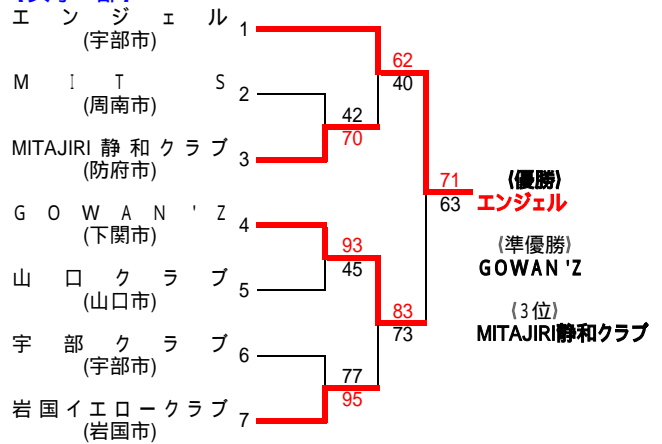 エンジェル 1
(宇部市)
62
40
MITS 2
(周南市)
42
70
MITAJIRI 静和クラブ 3
(防府市)
71
63
(優勝)
エンジェル
GOWAN'Z 4
(下関市)
93
45
(準優勝)
GOWAN'Z
山口クラブ 5
(山口市)
83
73
(3位)
MITAJIRI静和クラブ
宇部クラブ 6
(宇部市)
77
95
岩国イエロークラブ 7
(岩国市)